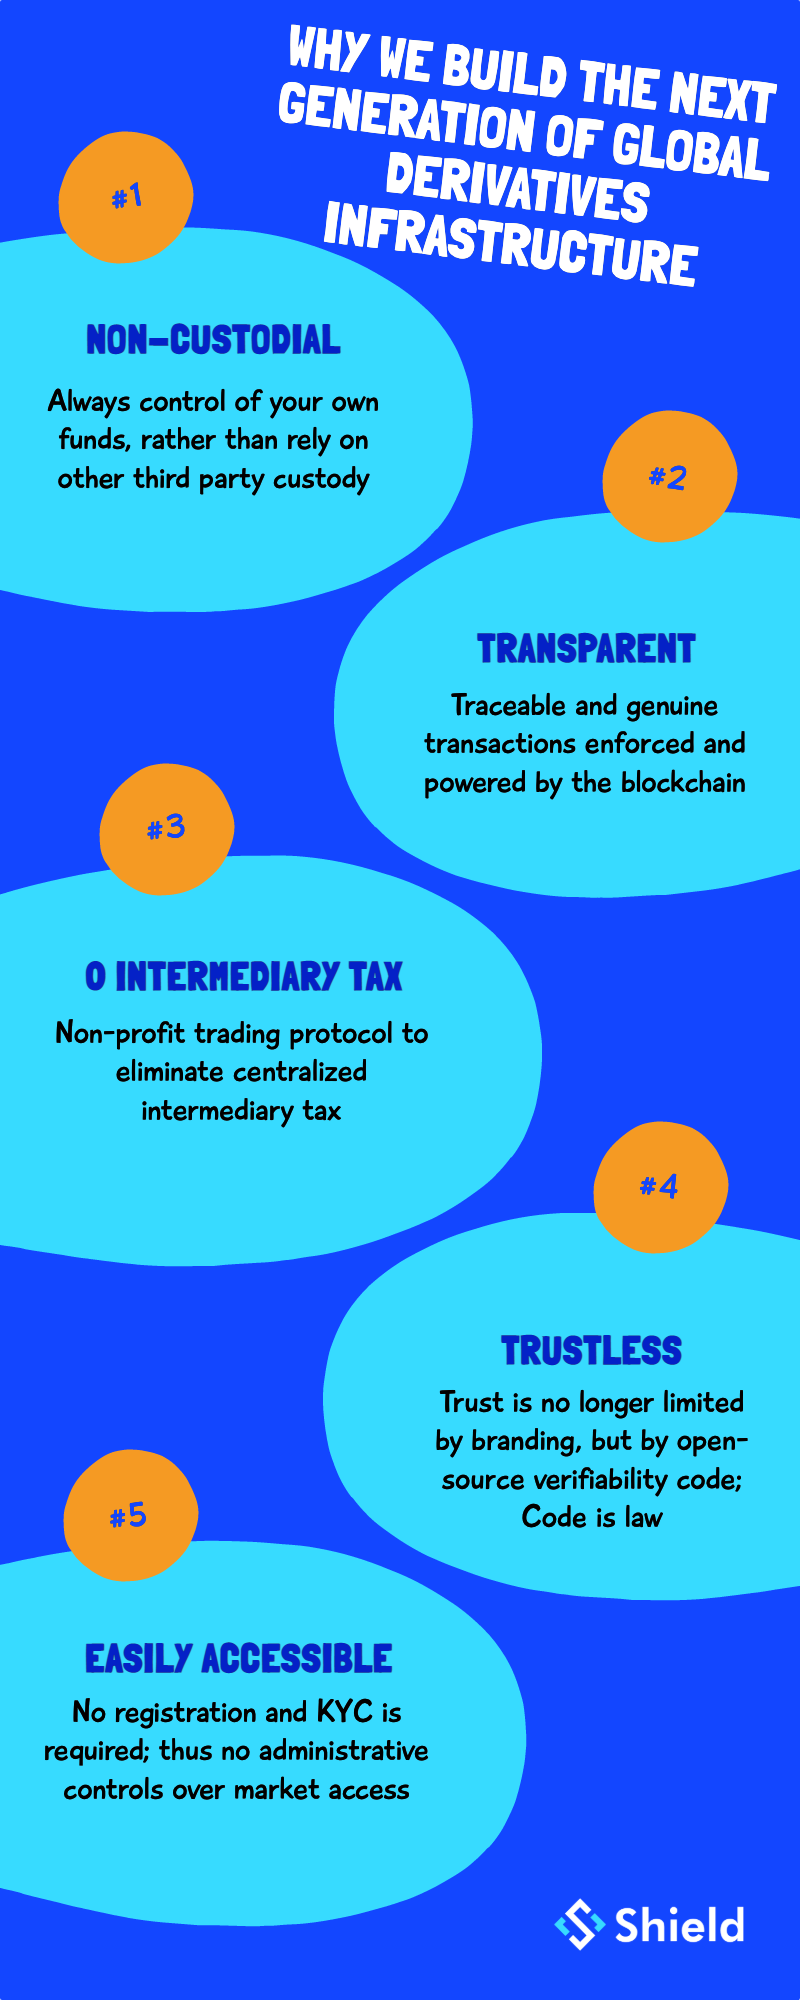 WHY WE BUILD THE NEXT
GENERATION OF GLOBAL
DERIVATIVES
INFRASTRUCTURE
#1
NON-CUSTODIAL
Always control of your own
funds, rather than rely on
other third party custody
#2
TRANSPARENT
Traceable and genuine
transactions enforced and
powered by the blockchain
#3
0 INTERMEDIARY TAX
Non-profit trading protocol to
eliminate centralized
intermediary tax
#4
TRUSTLESS
Trust is no longer limited
by branding, but by open-
source verifiability code;
Code is law
#5
EASILY ACCESSIBLE
No registration and KYC is
required; thus no administrative
controls over market access
Shield